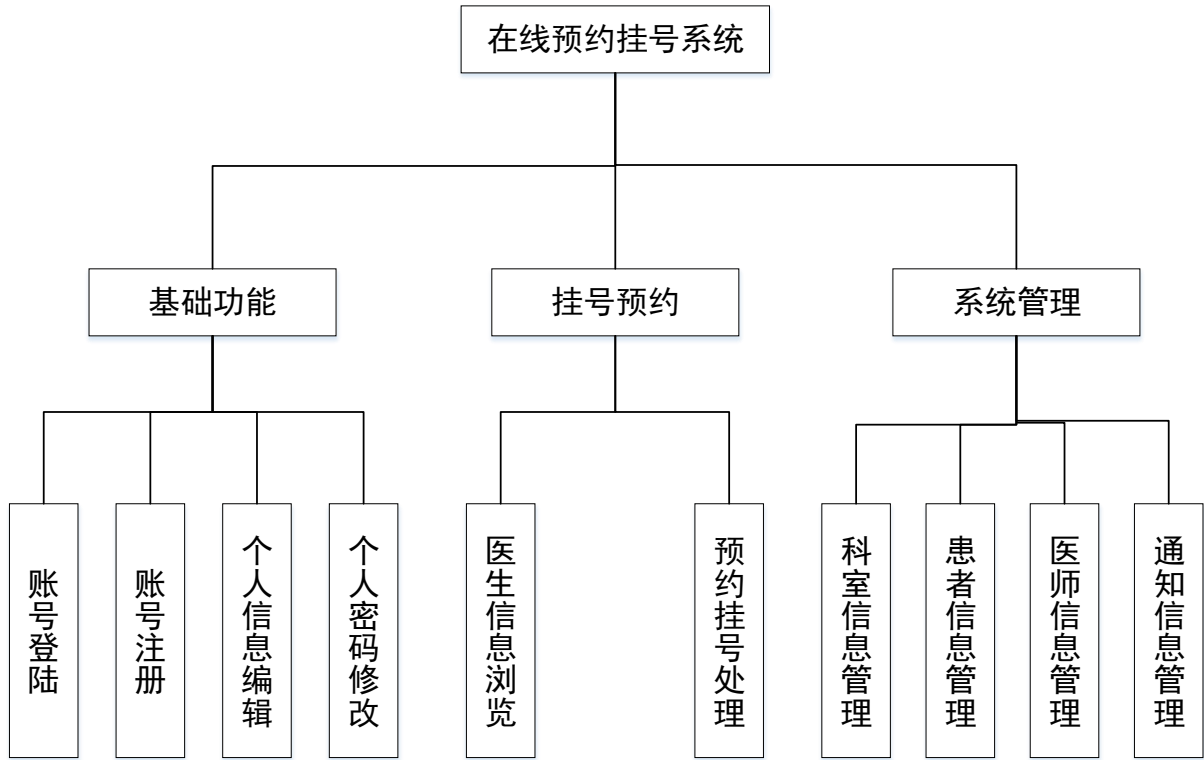 在线预约挂号系统
基础功能
挂号预约
系统管理
账号登陆
账号注册
个人信息编辑
个人密码修改
医生信息浏览
预约挂号处理
科室信息管理
患者信息管理
医师信息管理
通知信息管理